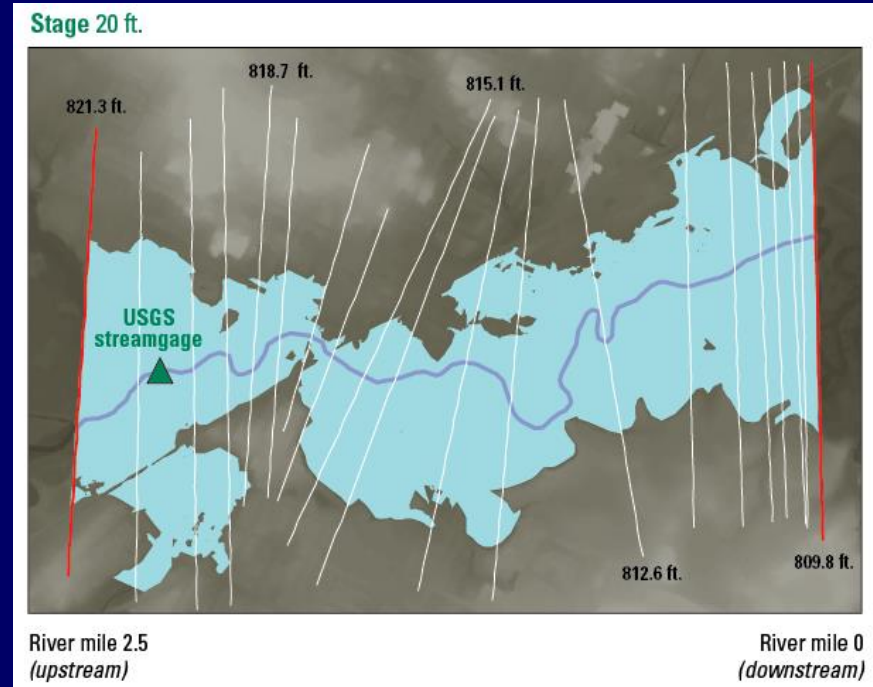 Stage 20 ft.
821.3 ft.
818.7 ft.
815.1 ft.
USGS
streamgage
812.6 ft.
809.8 ft.
River mile 2.5
(upstream)
River mile 0
(downstream)